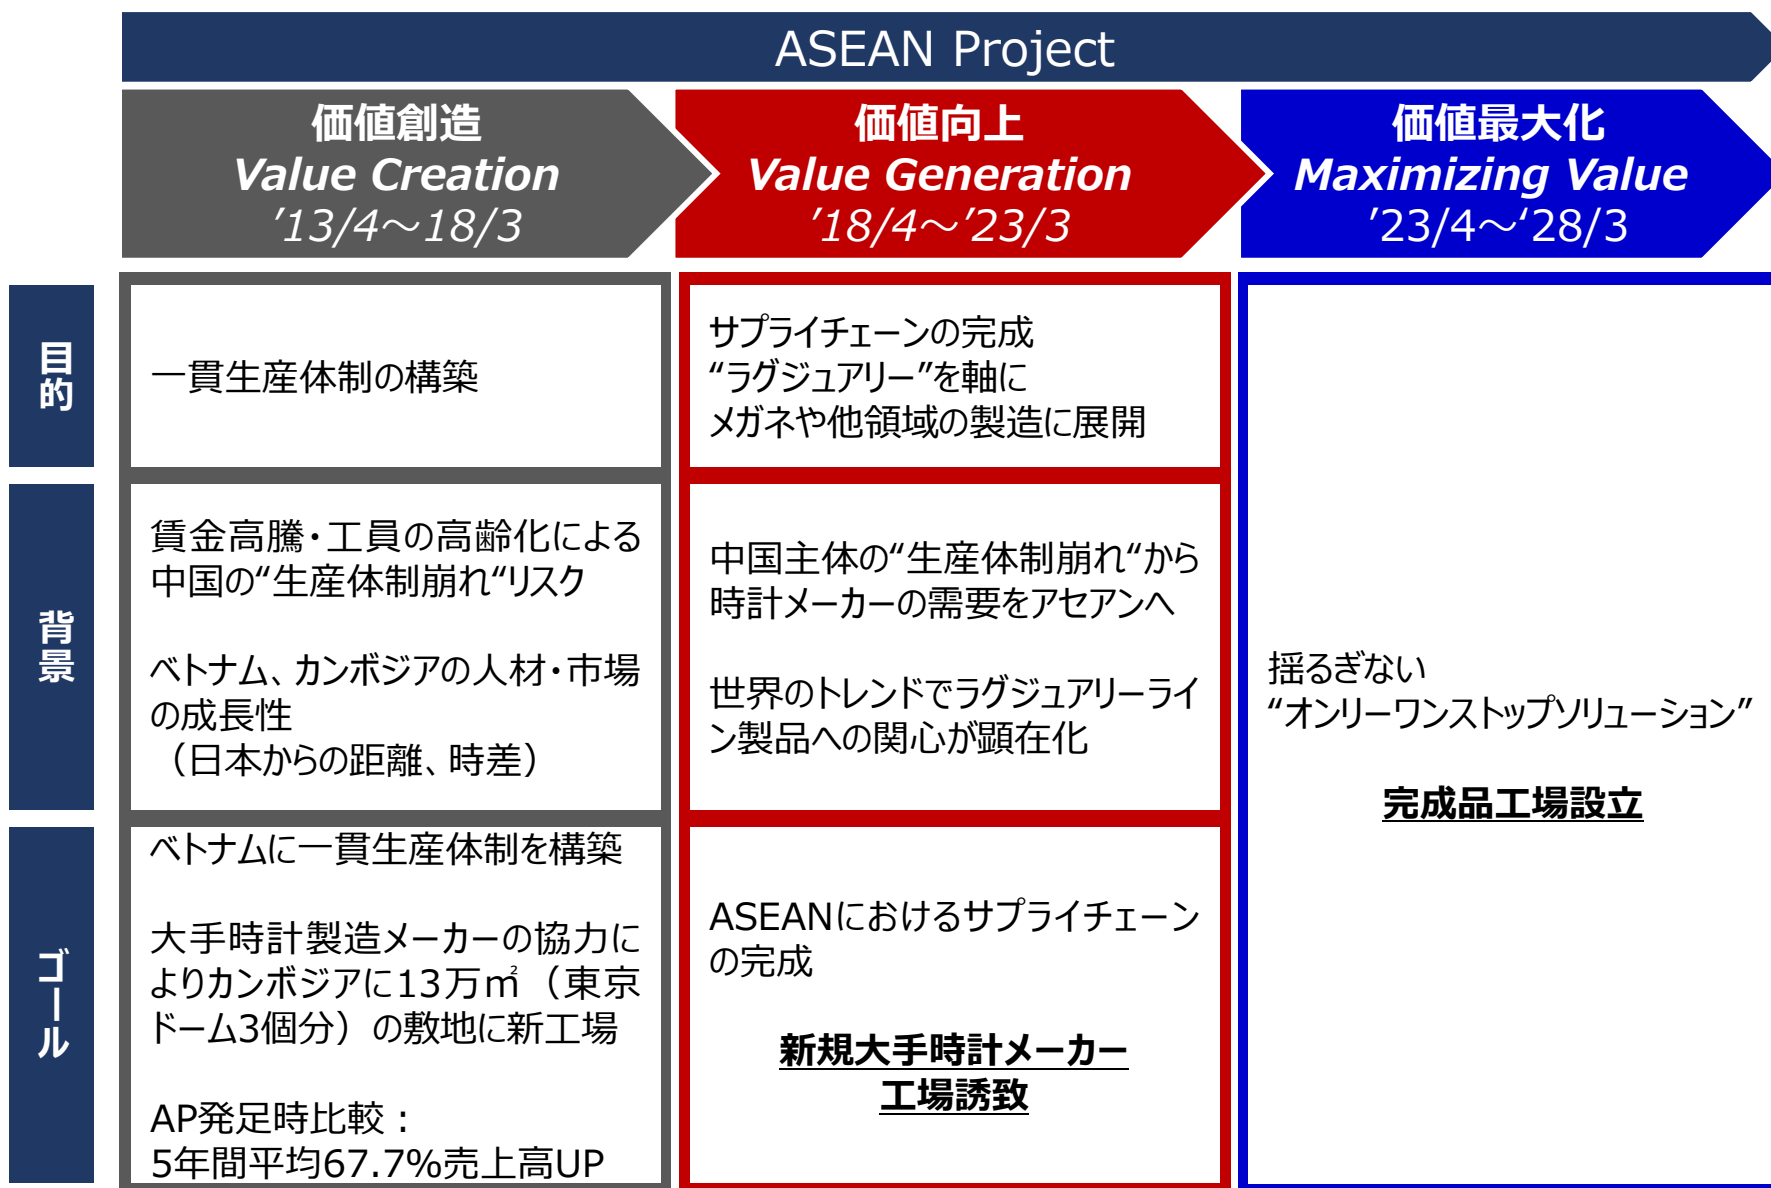 ASEAN Project
価値創造
Value Creation
’13/4～18/3
価値向上
Value Generation
’18/4～’23/3
価値最大化
Maximizing Value
’23/4～‘28/3
目的
一貫生産体制の構築
サプライチェーンの完成
“ラグジュアリー”を軸に
メガネや他領域の製造に展開
背景
賃金高騰・工員の高齢化による
中国の“生産体制崩れ“リスク
ベトナム、カンボジアの人材・市場
の成長性
（日本からの距離、時差）
中国主体の“生産体制崩れ“から
時計メーカーの需要をアセアンへ
世界のトレンドでラグジュアリーライ
ン製品への関心が顕在化
揺るぎない
“オンリーワンストップソリューション”
完成品工場設立
ゴール
ベトナムに一貫生産体制を構築
大手時計製造メーカーの協力に
よりカンボジアに13万㎡（東京
ドーム3個分）の敷地に新工場
AP発足時比較：
5年間平均67.7%売上高UP
ASEANにおけるサプライチェーン
の完成
新規大手時計メーカー
工場誘致